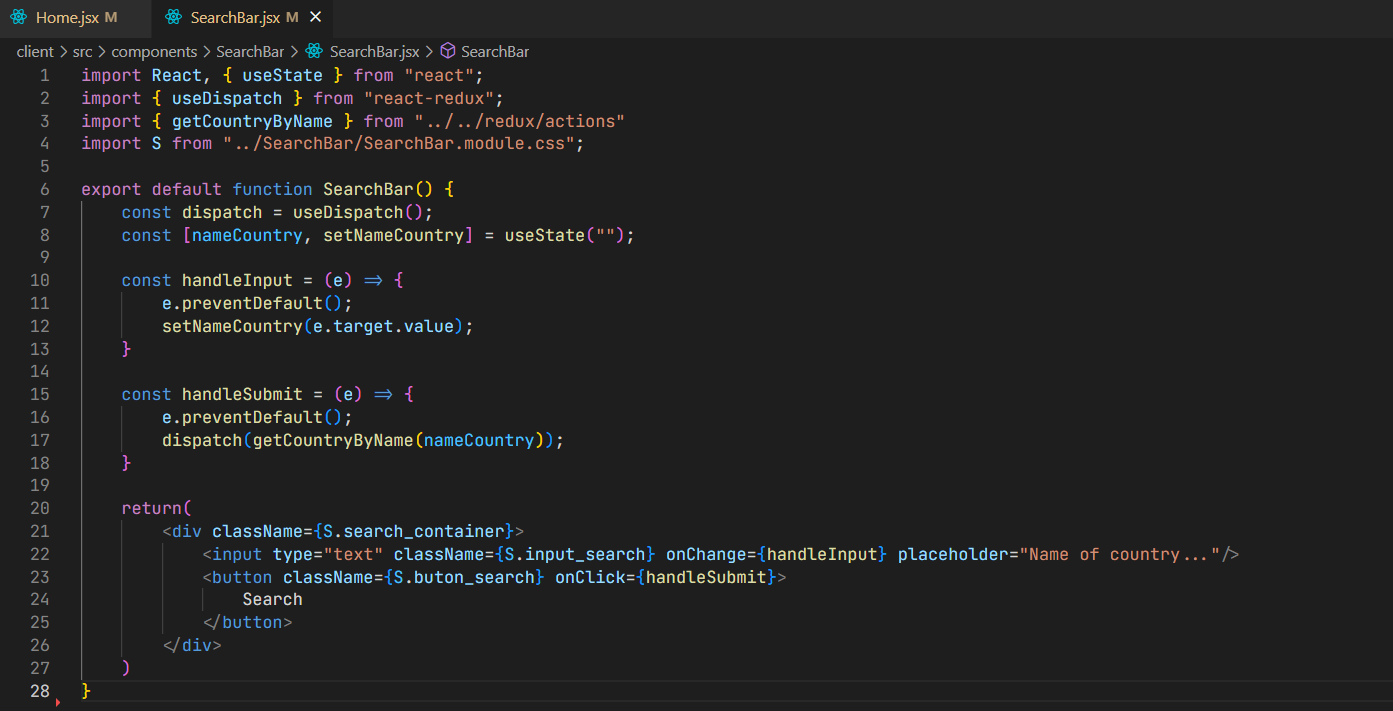 Home.jsx M SearchBar.jsx M ×
client > src > components > SearchBar > SearchBar.jsx > SearchBar
1 import React, { useState } from "react";
2 import { useDispatch } from "react-redux";
3 import { getCountryByName } from "../../redux/actions"
4 import S from "../SearchBar/SearchBar.module.css";
5
6 export default function SearchBar() {
7 const dispatch = useDispatch();
8 const [nameCountry, setNameCountry] = useState("");
9
10 const handleInput = (e) => {
11 e.preventDefault();
12 setNameCountry(e.target.value);
13 }
14
15 const handleSubmit = (e) => {
16 e.preventDefault();
17 dispatch(getCountryByName(nameCountry));
18 }
19
20 return(
21 <div className={S.search_container}>
22 <input type="text" className={S.input_search} onChange={handleInput} placeholder="Name of country..."/>
23 <button className={S.buton_search} onClick={handleSubmit}>
24 Search
25 </button>
26 </div>
27 )
28 }